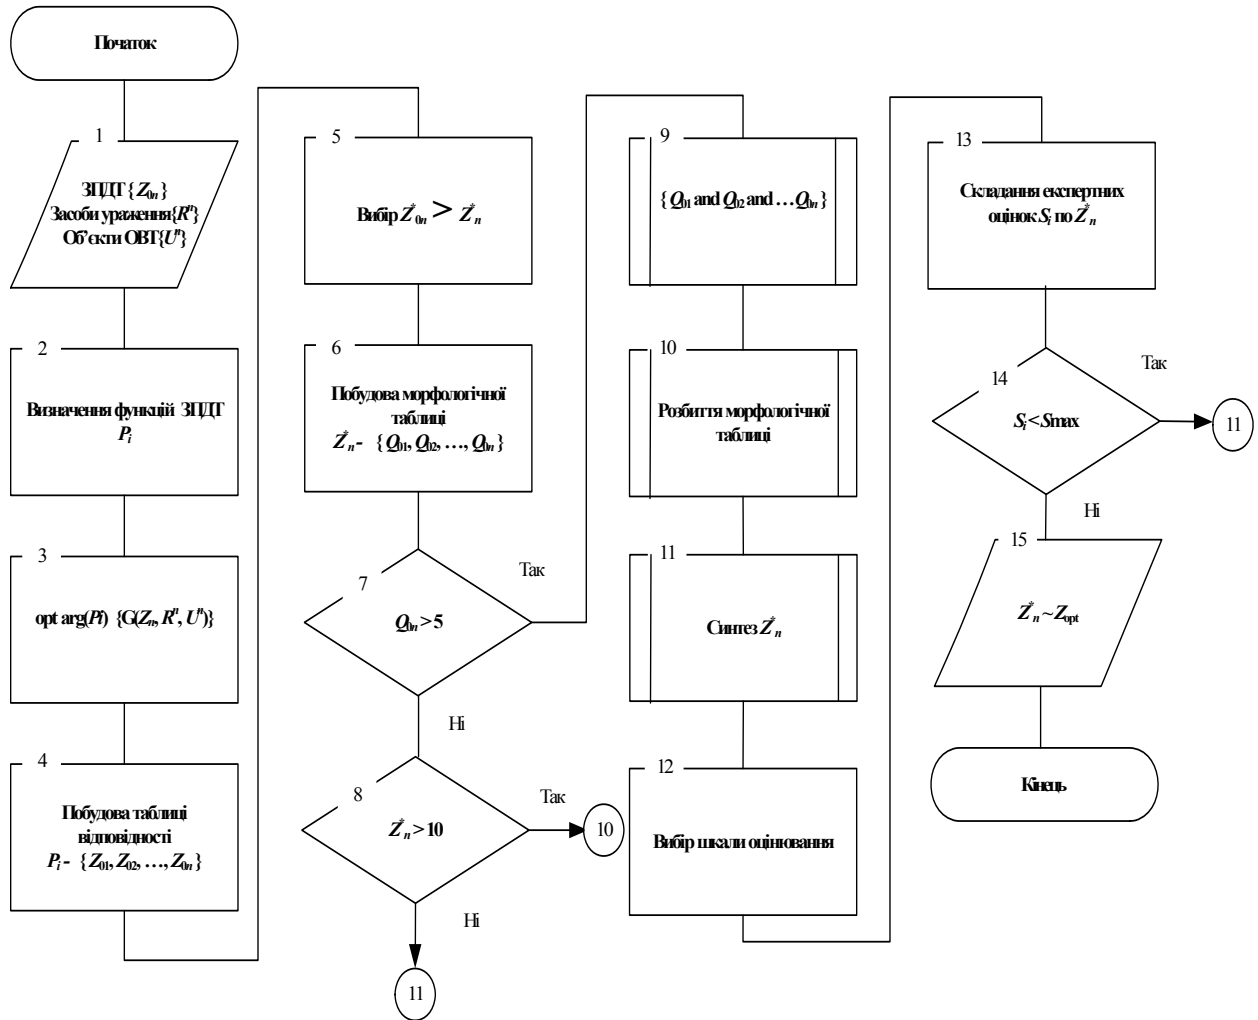 Початок
1
ЗПДТ {Z0n}
Засоби ураження{Rⁿ}
Об’єкти ОВТ{Uⁿ}
2
Визначення функцій ЗПДТ
Pi
3
opt arg(Pi) {G(Zn, Rⁿ, Uⁿ)}
4
Побудова таблиці
відповідності
Pi - {Z01, Z02, …, Z0n}
5
Вибір Z*0n > Z*n
6
Побудова морфологічної
таблиці
Z*n - {Q01, Q02, …, Q0n}
7
Q0n > 5
Так
Ні
8
Z*n > 10
Так
10
Ні
11
9
{Q01 and Q02 and …Q0n}
10
Розбиття морфологічної
таблиці
11
Синтез Z*n
12
Вибір шкали оцінювання
13
Складання експертних
оцінок Si по Z*n
14
Si < Smax
Так
11
Ні
15
Z*n ~ Zopt
Кінець